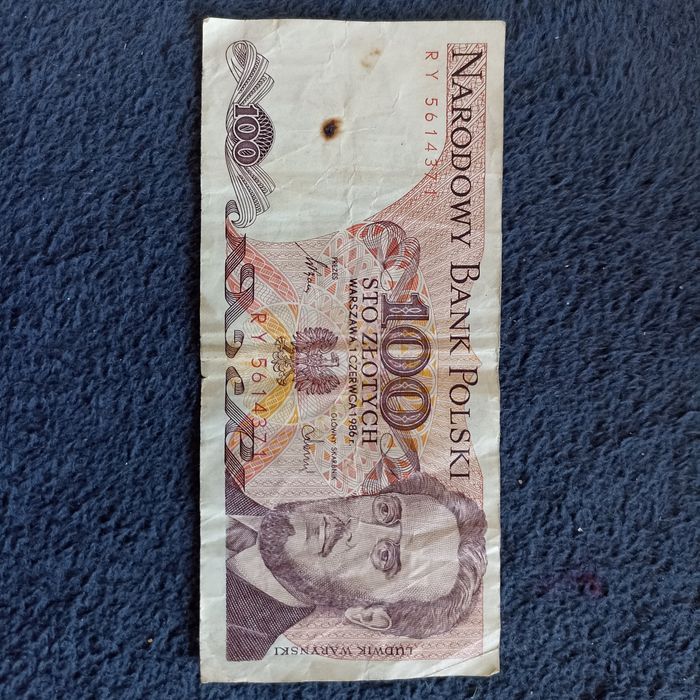 NARODOWY BANK POLSKI
RY 5614371
100
STO ZŁOTYCH
WARSZAWA 1 CZERWCA 1986 r.
PREZES
GŁÓWNY SKARBNIK
100
RY 5614371
LUDWIK WARYŃSKI